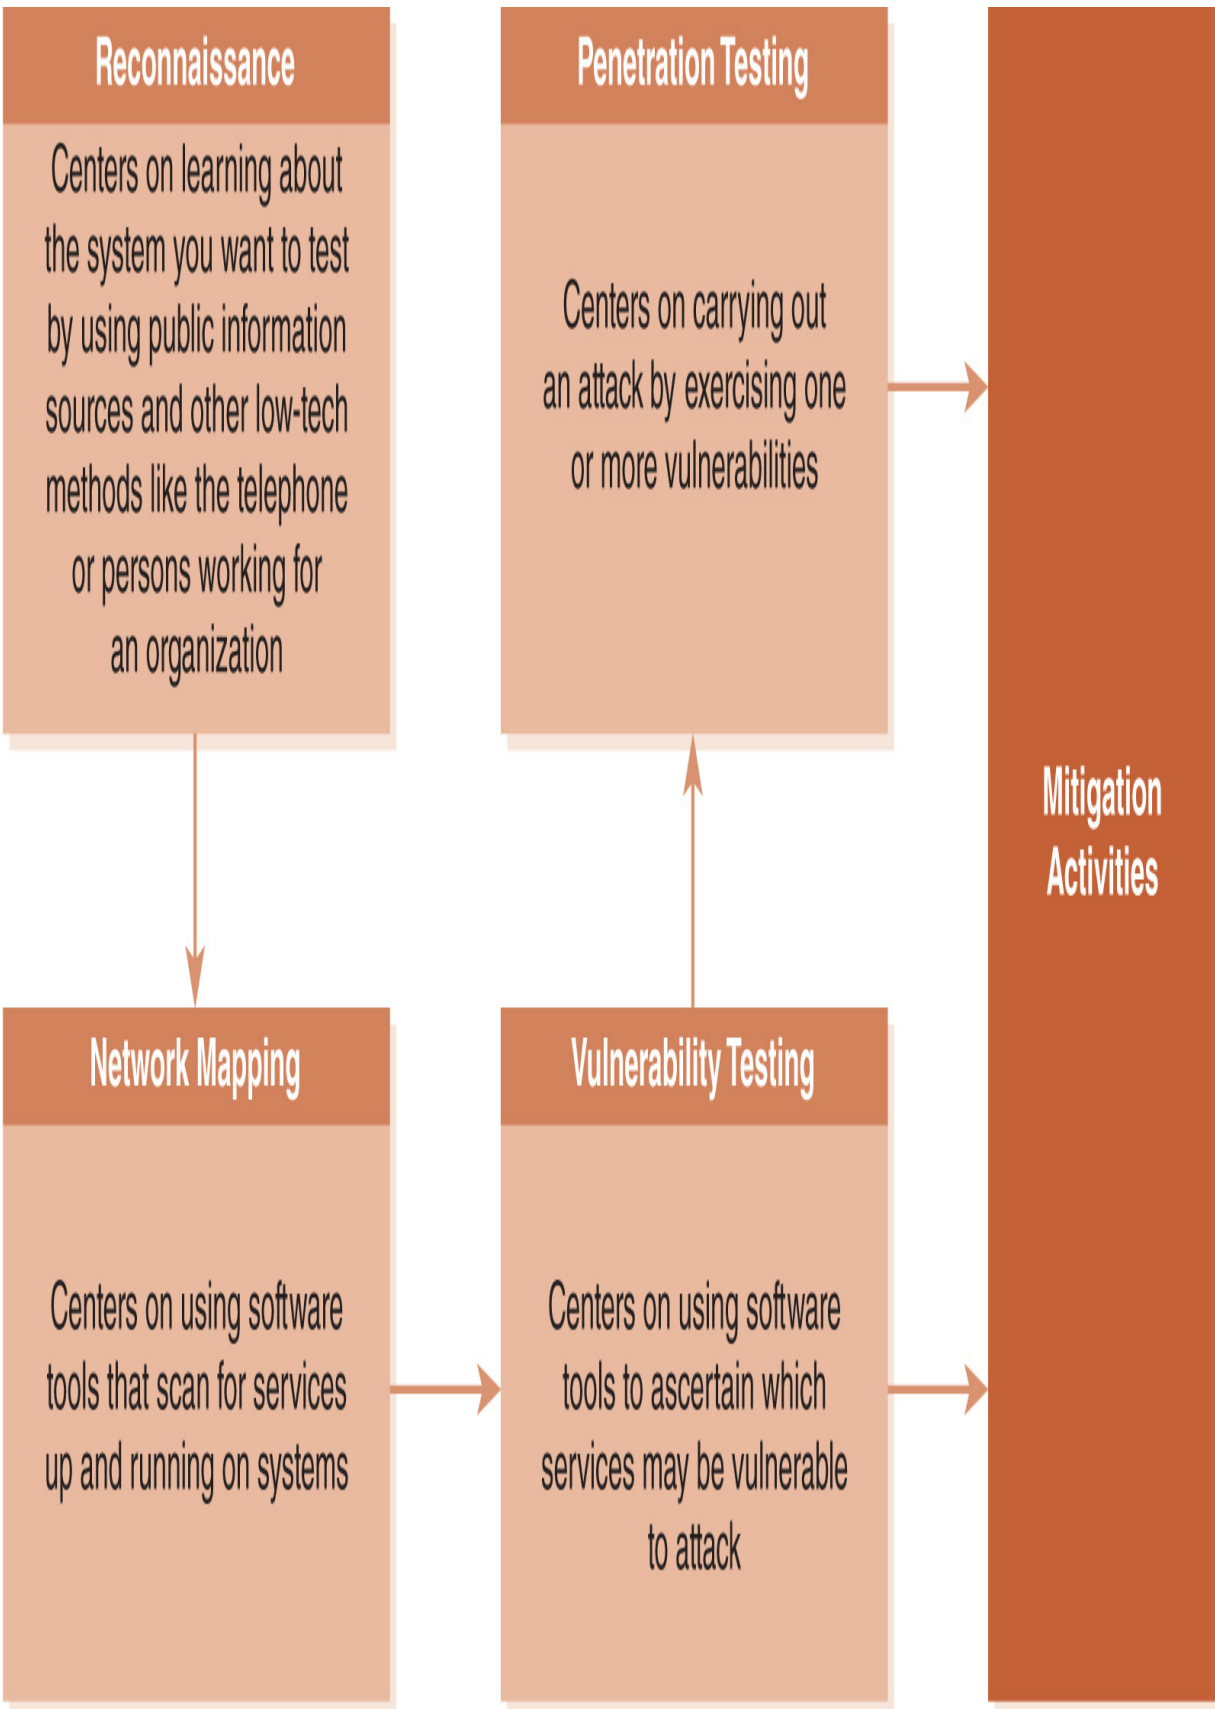 Reconnaissance
Centers on learning about
the system you want to test
by using public information
sources and other low-tech
methods like the telephone
or persons working for
an organization
Network Mapping
Centers on using software
tools that scan for services
up and running on systems
Vulnerability Testing
Centers on using software
tools to ascertain which
services may be vulnerable
to attack
Penetration Testing
Centers on carrying out
an attack by exercising one
or more vulnerabilities
Mitigation
Activities